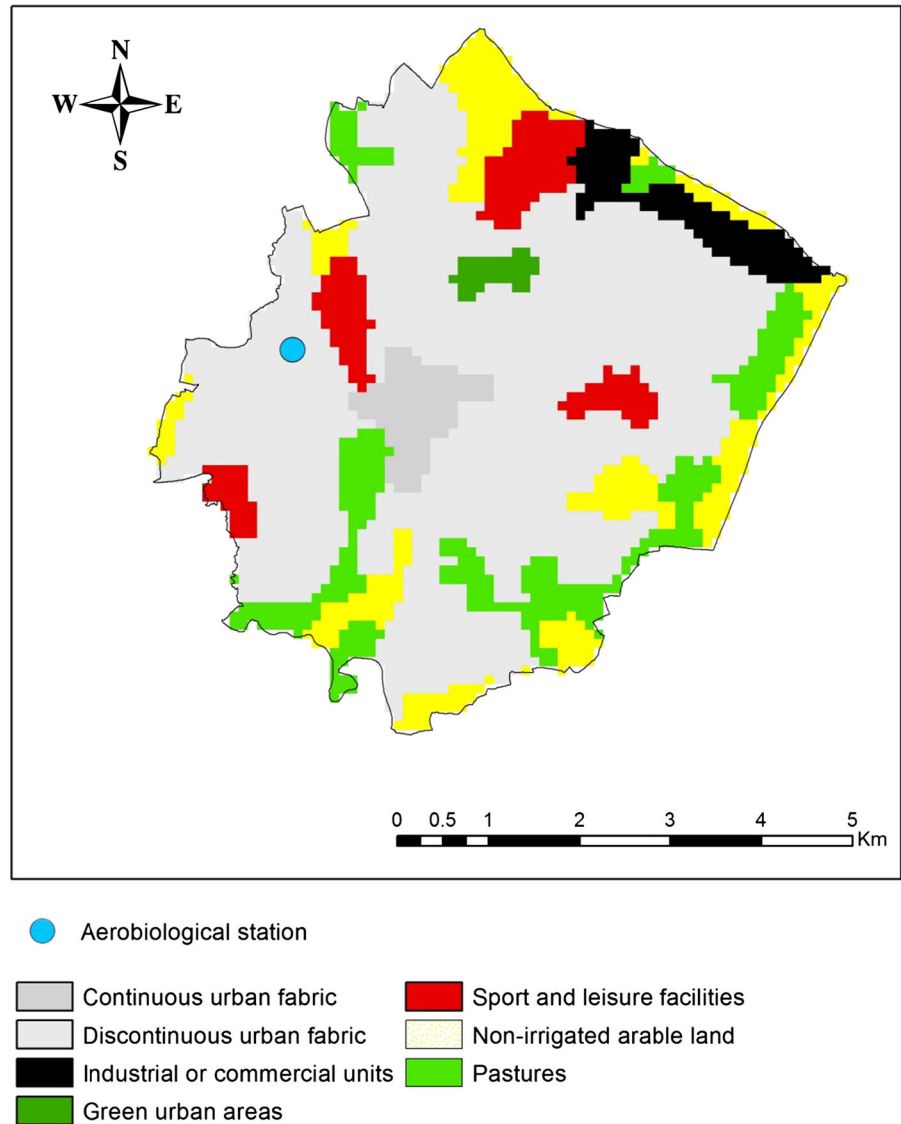 N
W E
S
0 0.5 1 2 3 4 5
Km
Aerobiological station
Continuous urban fabric
Discontinuous urban fabric
Industrial or commercial units
Green urban areas
Sport and leisure facilities
Non-irrigated arable land
Pastures